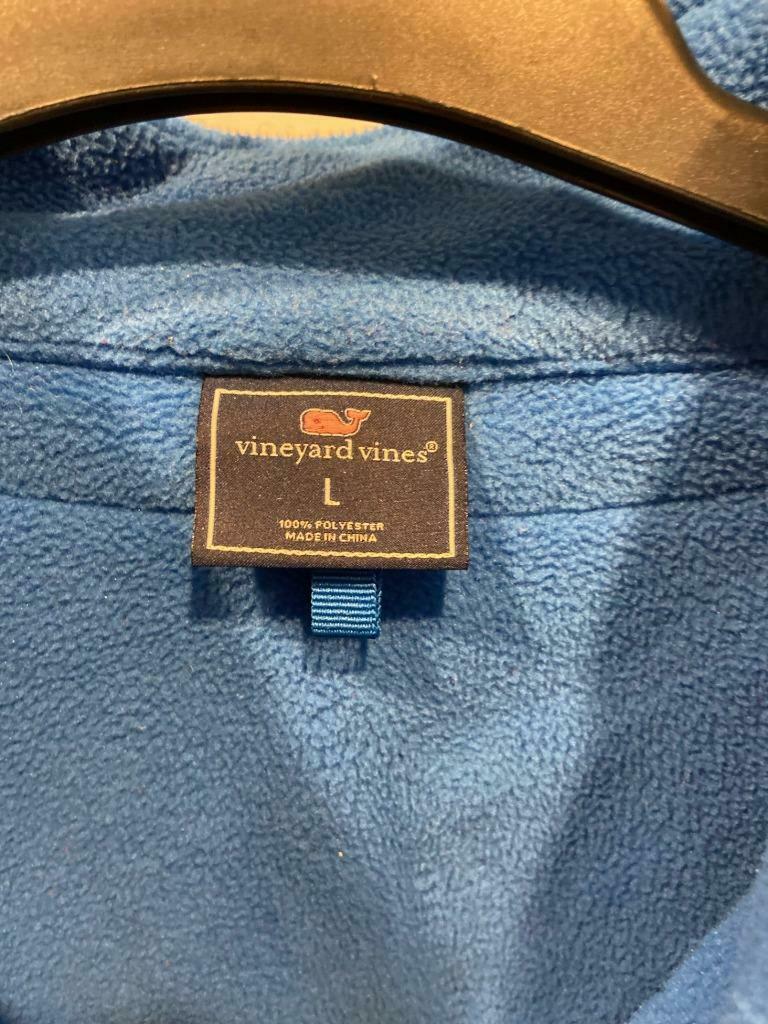 vineyard vines®
L
100% POLYESTER
MADE IN CHINA